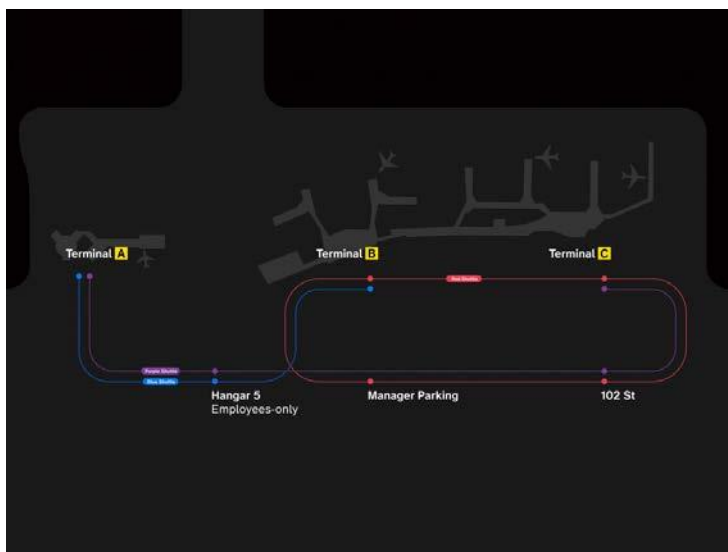 Terminal A
Terminal B
Terminal C
Red Shuttle
Purple Shuttle
Blue Shuttle
Hangar 5
Employees-only
Manager Parking
102 St